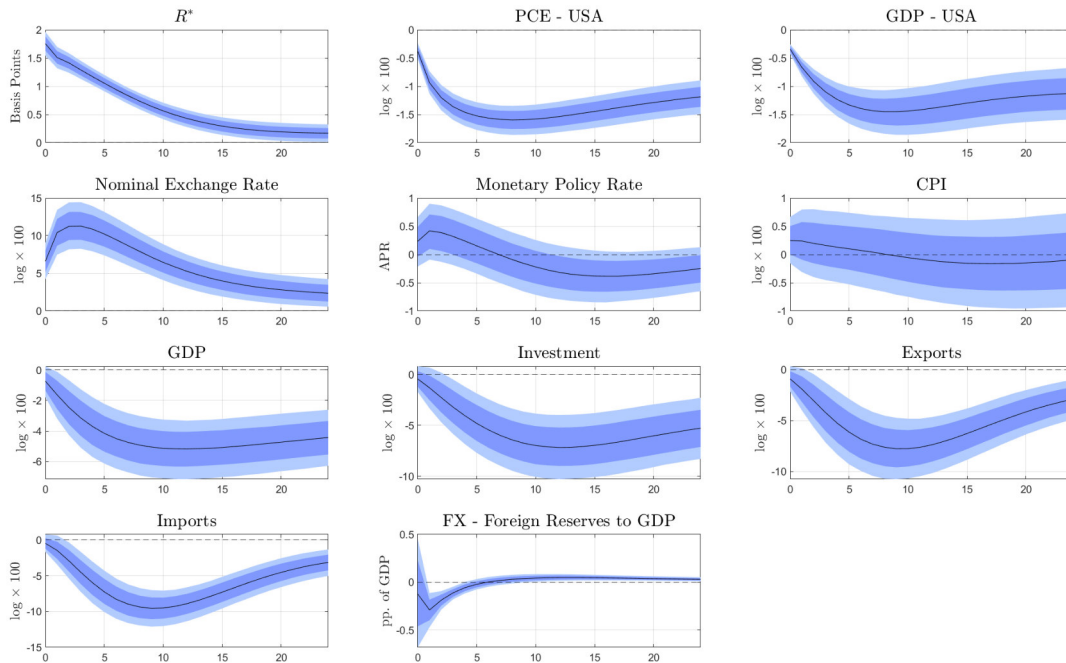 R*
PCE - USA
GDP - USA
Basis Points
2
1.5
1
0.5
0
0 5 10 15 20
log × 100
0
-0.5
-1
-1.5
-2
0 5 10 15 20
log × 100
0
-0.5
-1
-1.5
-2
0 5 10 15 20
Nominal Exchange Rate
Monetary Policy Rate
CPI
log × 100
15
10
5
0
0 5 10 15 20
APR
1
0.5
0
-0.5
-1
0 5 10 15 20
log × 100
1
0.5
0
-0.5
-1
0 5 10 15 20
GDP
Investment
Exports
log × 100
0
-2
-4
-6
0 5 10 15 20
log × 100
0
-5
-10
0 5 10 15 20
log × 100
0
-5
-10
0 5 10 15 20
Imports
FX - Foreign Reserves to GDP
log × 100
0
-5
-10
-15
0 5 10 15 20
pp. of GDP
0.5
0
-0.5
0 5 10 15 20